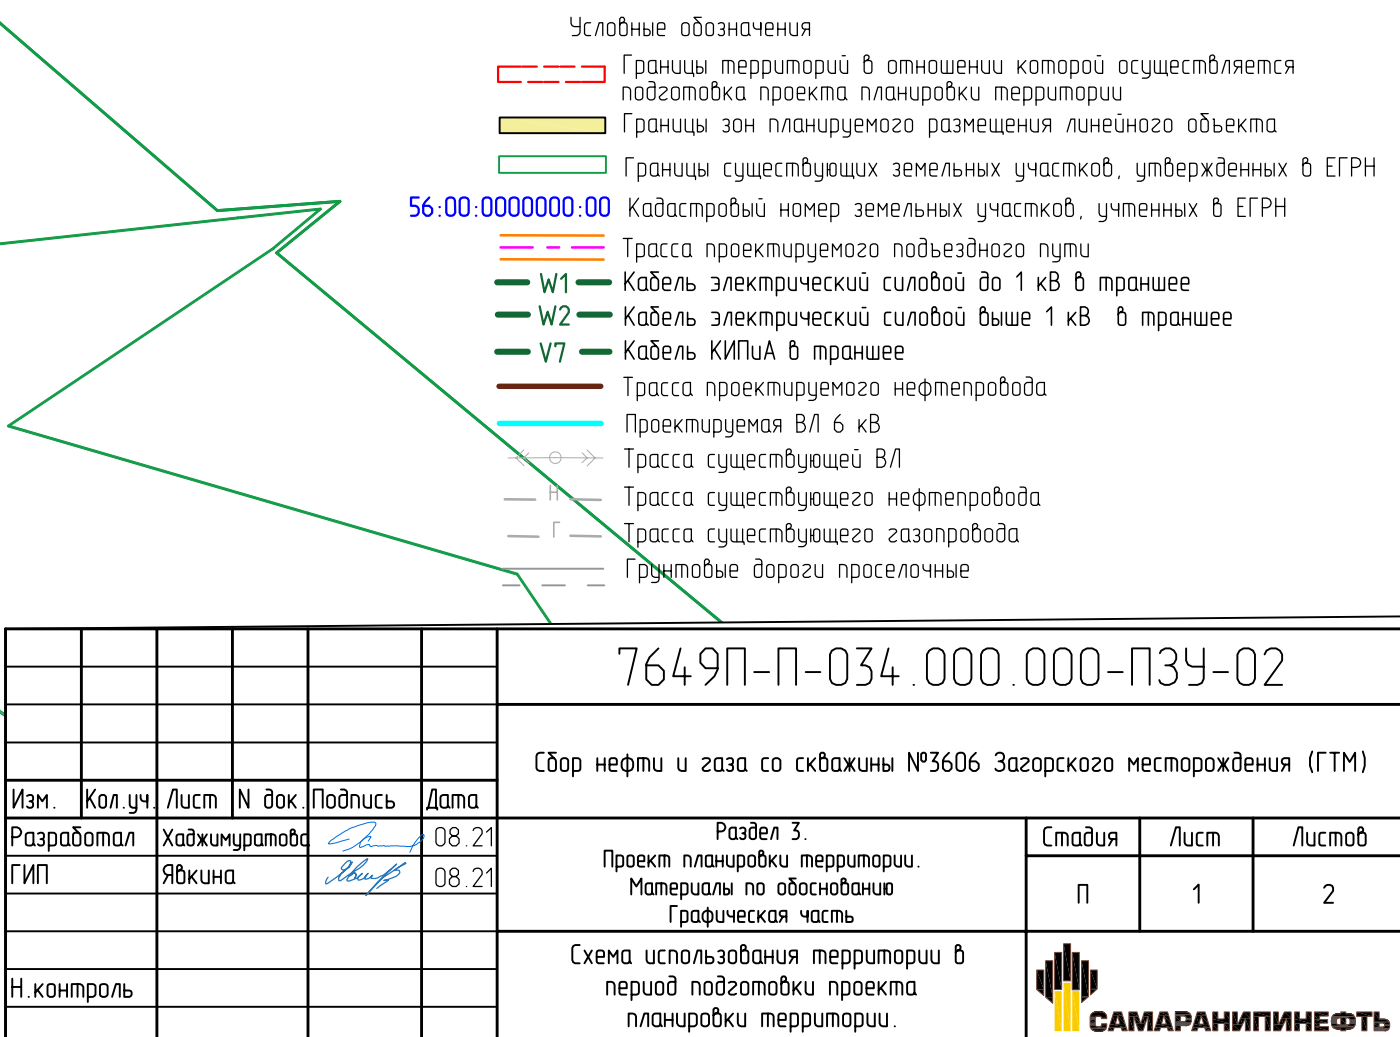 Условные обозначения
Границы территорий в отношении которой осуществляется
подготовка проекта планировки территории
Границы зон планируемого размещения линейного объекта
Границы существующих земельных участков, утвержденных в ЕГРН
56:00:0000000:00 Кадастровый номер земельных участков, учтенных в ЕГРН
Трасса проектируемого подъездного пути
W1 Кабель электрический силовой до 1 кВ в траншее
W2 Кабель электрический силовой выше 1 кВ в траншее
V7 Кабель КИПиА в траншее
Трасса проектируемого нефтепровода
Проектируемая ВЛ 6 кВ
Трасса существующей ВЛ
Н Трасса существующего нефтепровода
Г Трасса существующего газопровода
Грунтовые дороги проселочные
7649П-П-034.000.000-ПЗУ-02
Сбор нефти и газа со скважины №3606 Загорского месторождения (ГТМ)
Изм. Кол.уч. Лист N док. Подпись Дата
Разработал Хаджимуратова 08.21
ГИП Явкина 08.21
Н.контроль
Раздел 3.
Проект планировки территории.
Материалы по обоснованию
Графическая часть
Стадия Лист Листов
П 1 2
Схема использования территории в
период подготовки проекта
планировки территории.
САМАРАНИПИНЕФТЬ